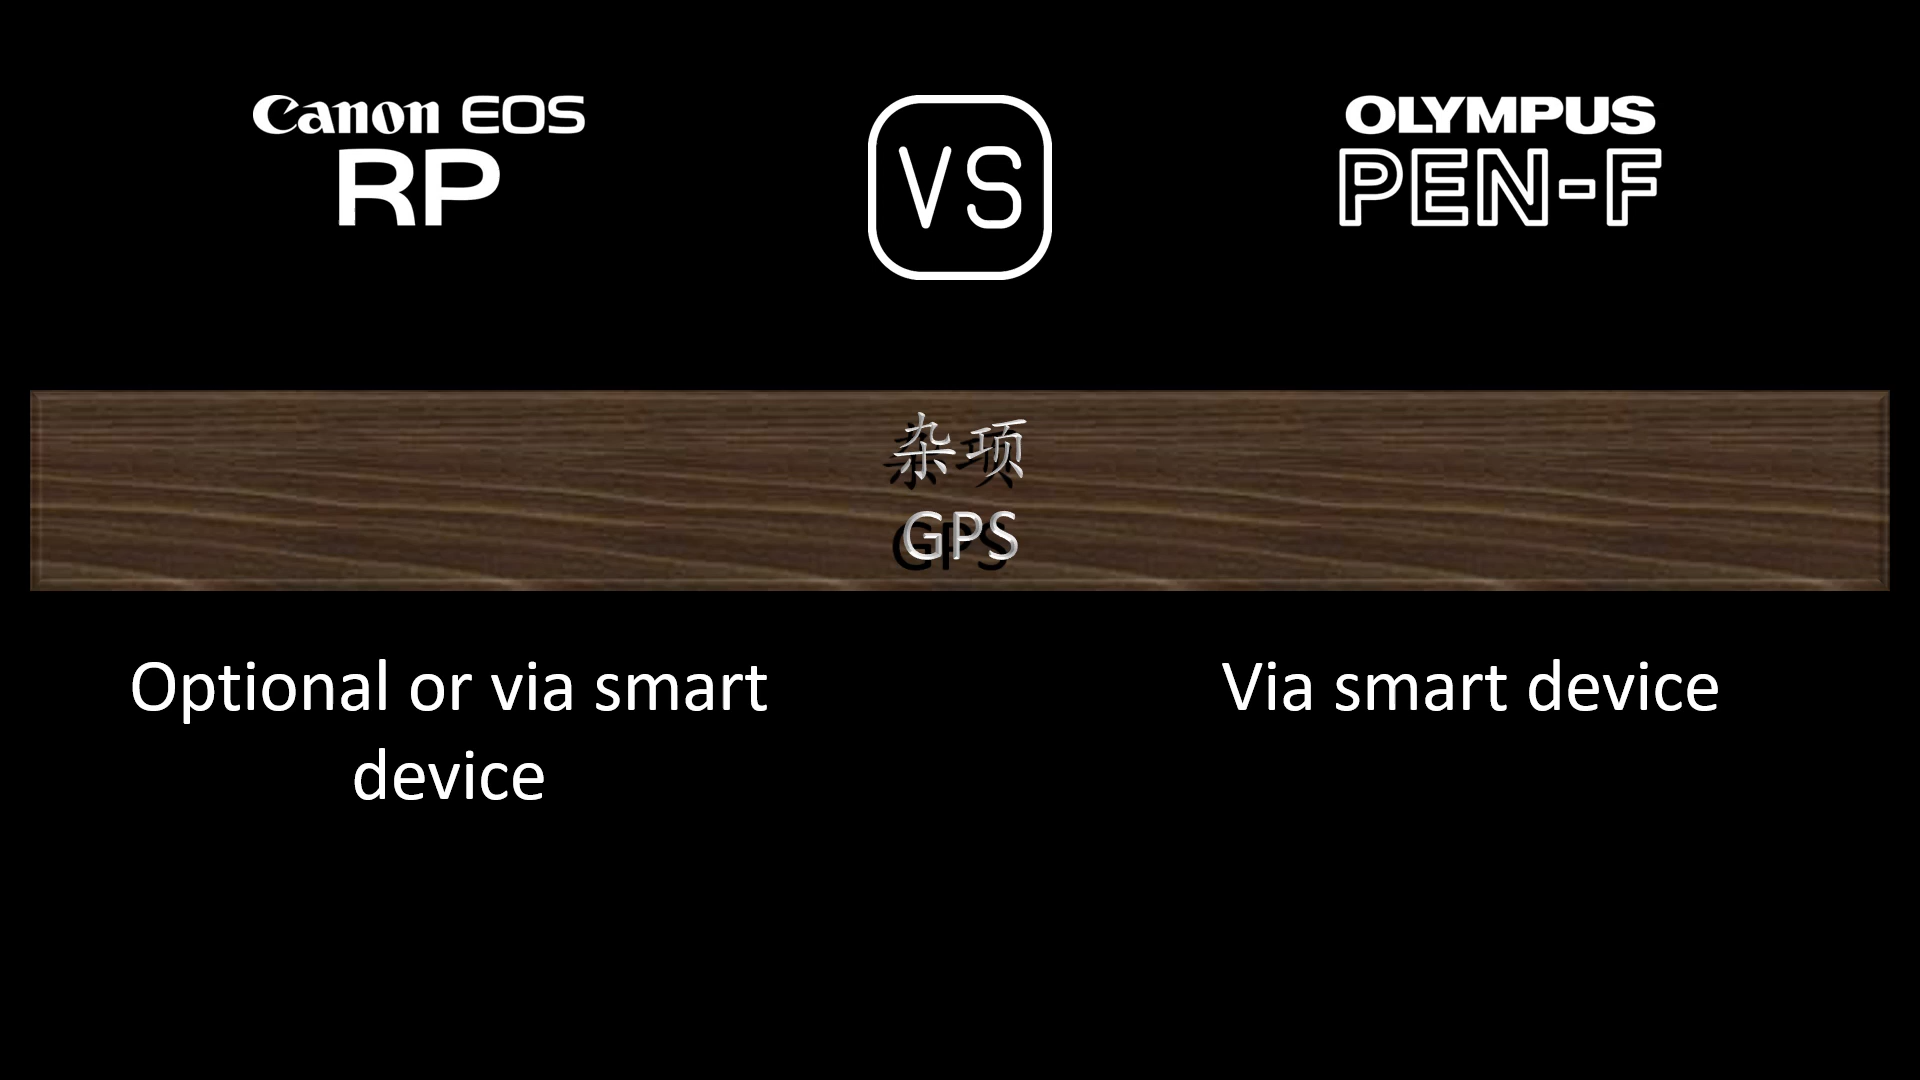 Canon EOS
RP
VS
OLYMPUS
PEN-F
杂项
GPS
Optional or via smart
device
Via smart device